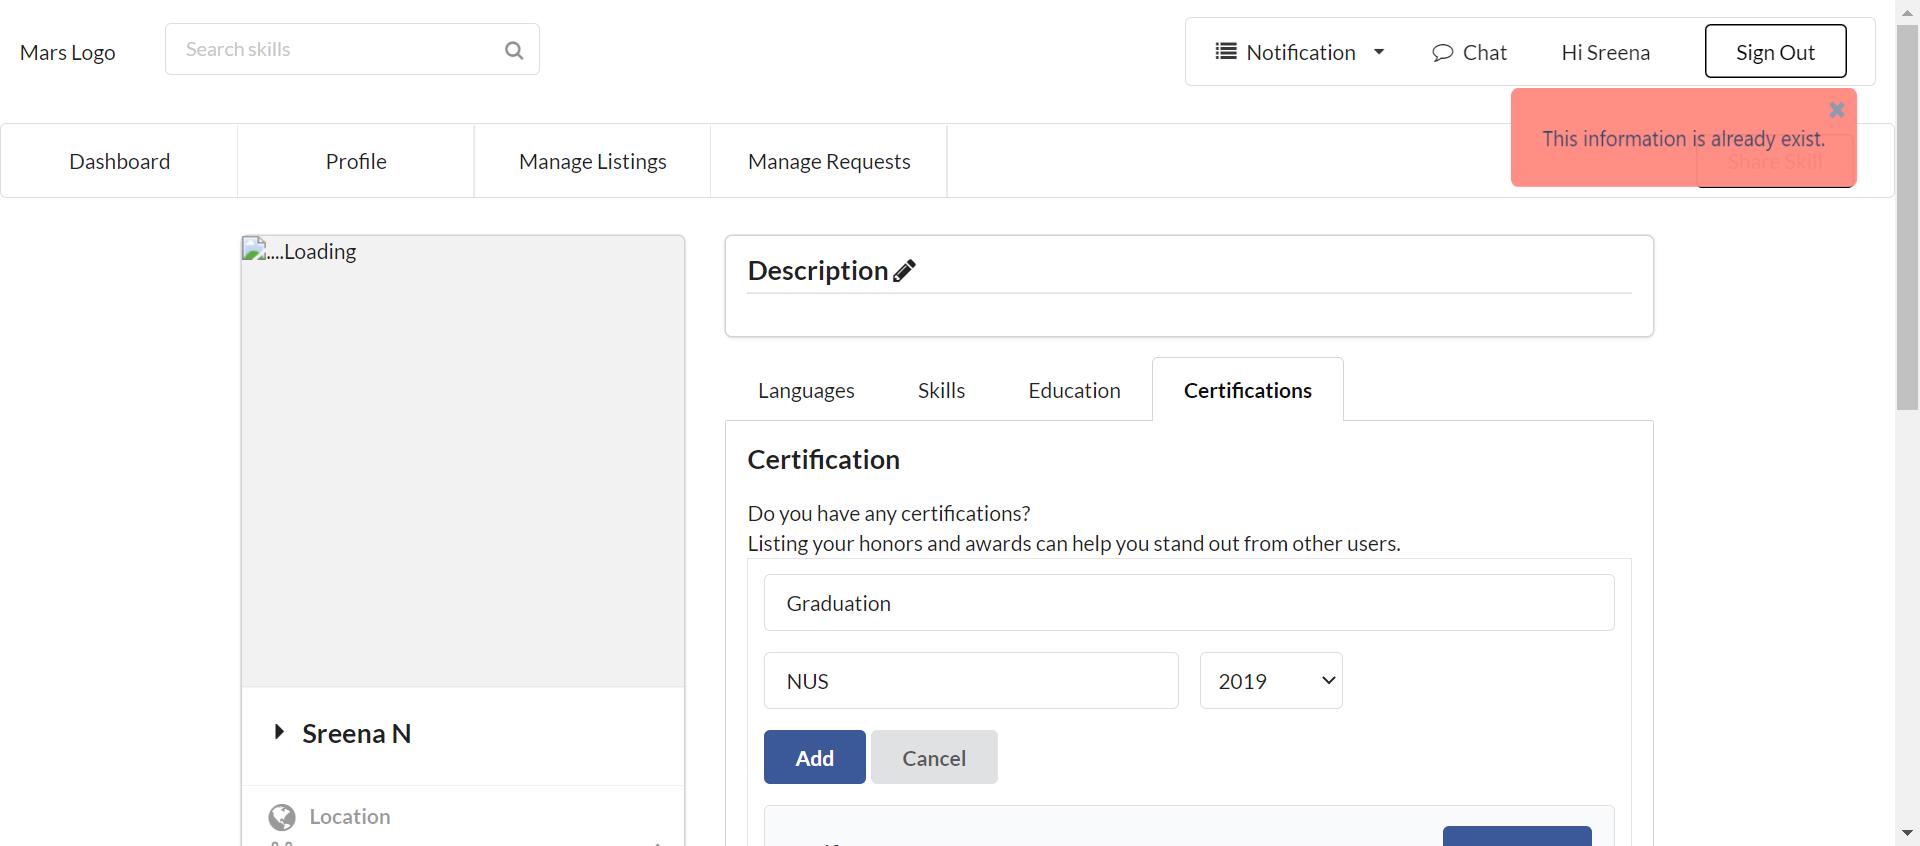 Mars Logo
Search skills
Notification
Chat
Hi Sreena
Sign Out
This information is already exist.
Share Skill
Dashboard
Profile
Manage Listings
Manage Requests
....Loading
Description
Languages
Skills
Education
Certifications
Certification
Do you have any certifications?
Listing your honors and awards can help you stand out from other users.
Graduation
NUS
2019
Add
Cancel
Sreena N
Location